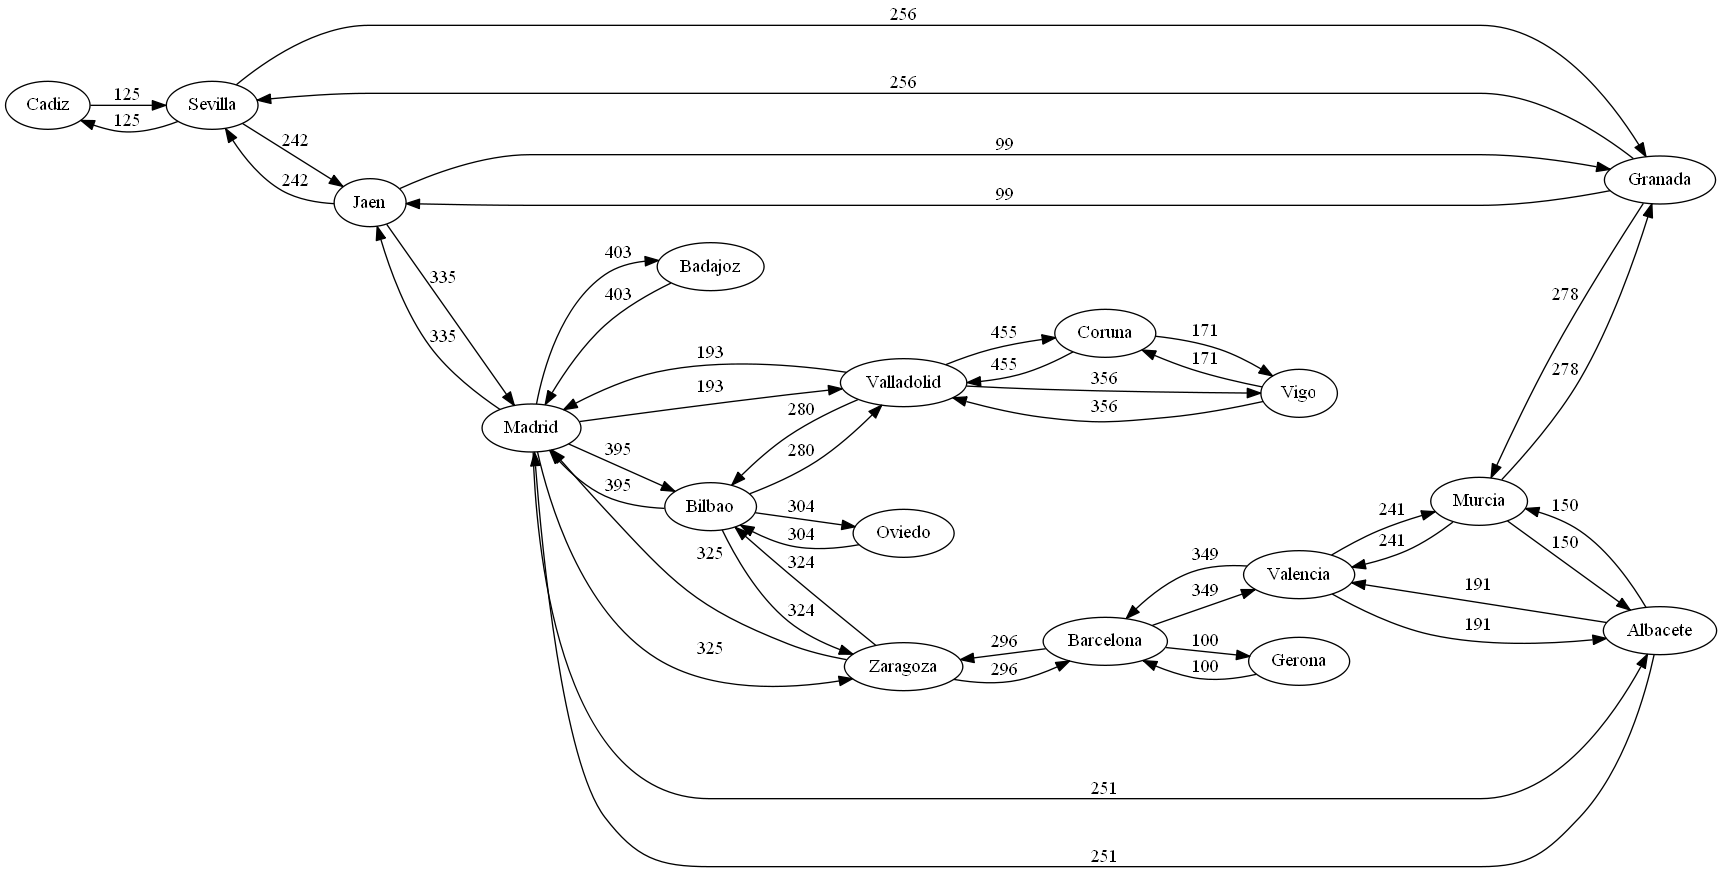 256
256
Cadiz
125
125
Sevilla
242
242
99
99
Jaen
Granada
335
335
403
403
Badajoz
278
278
193
193
Madrid
Valladolid
455
455
Coruna
171
171
356
356
Vigo
280
280
395
395
Bilbao
304
304
Oviedo
325
325
324
324
Zaragoza
296
296
Barcelona
349
349
100
100
Gerona
Valencia
241
241
Murcia
150
150
191
191
Albacete
251
251